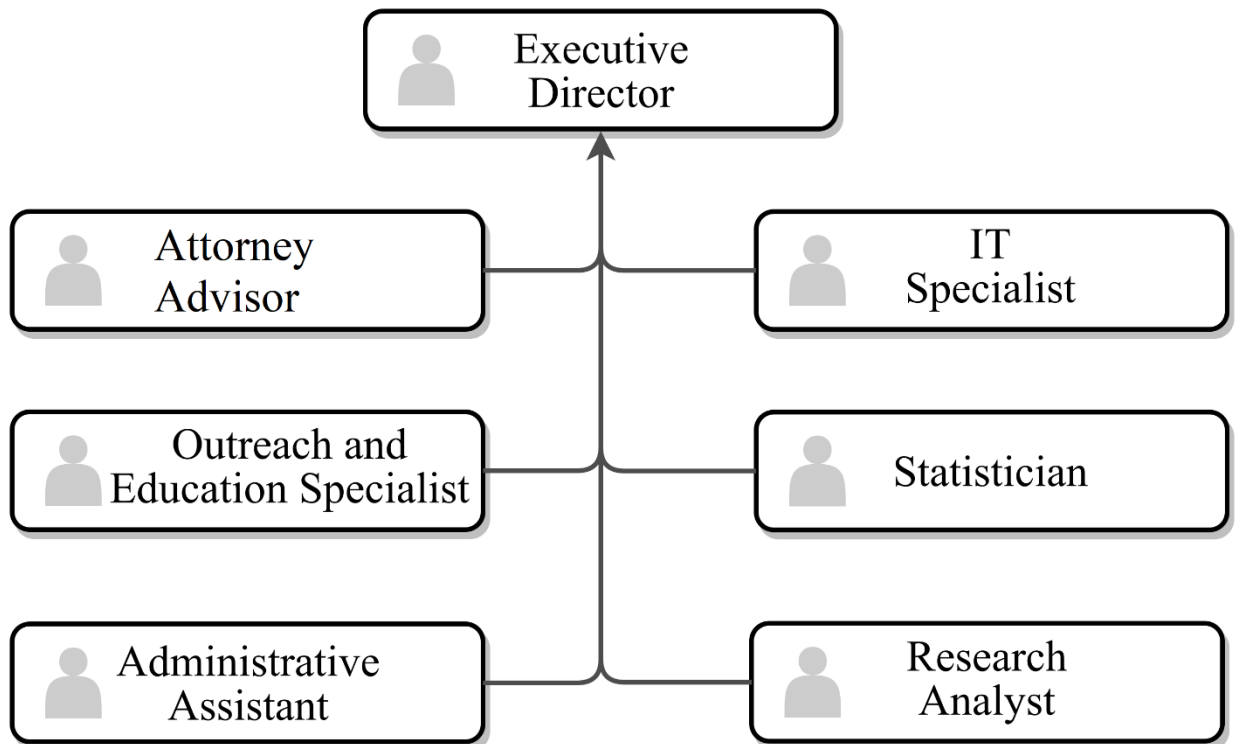 Executive
Director
Attorney
Advisor
IT
Specialist
Outreach and
Education Specialist
Statistician
Administrative
Assistant
Research
Analyst